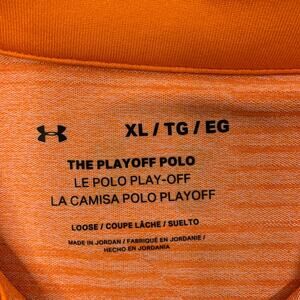 XL / TG / EG
THE PLAYOFF POLO
LE POLO PLAY-OFF
LA CAMISA POLO PLAYOFF
LOOSE / COUPE LÂCHE / SUELTO
MADE IN JORDAN / FABRIQUÉ EN JORDANIE /
HECHO EN JORDANIA